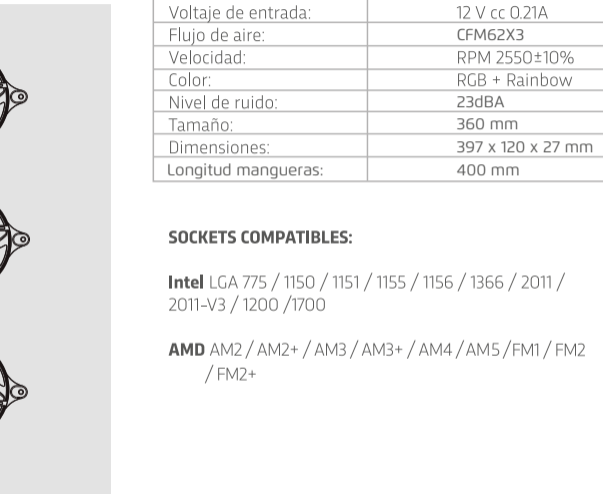 Voltaje de entrada: 12 V cc 0.21A
Flujo de aire: CFM62X3
Velocidad: RPM 2550±10%
Color: RGB + Rainbow
Nivel de ruido: 23dBA
Tamaño: 360 mm
Dimensiones: 397 x 120 x 27 mm
Longitud mangueras: 400 mm
SOCKETS COMPATIBLES:
Intel LGA 775 / 1150 / 1151 / 1155 / 1156 / 1366 / 2011 /
2011-V3 / 1200 /1700
AMD AM2 / AM2+ / AM3 / AM3+ / AM4 / AM5 /FM1 / FM2
/ FM2+